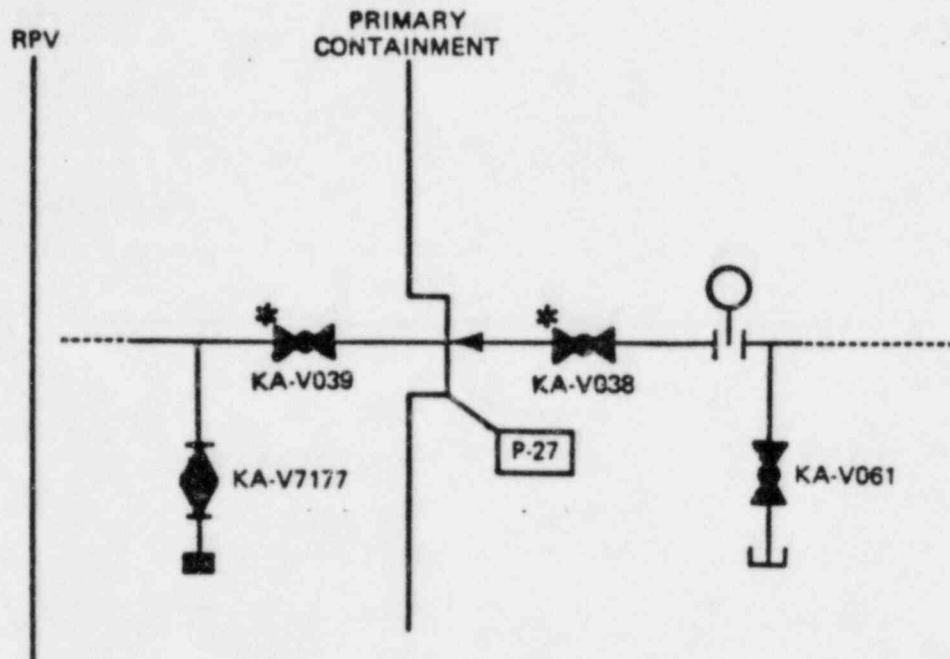 RPV
PRIMARY
CONTAINMENT
*
*
KA-V039
KA-V038
P-27
KA-V7177
KA-V061